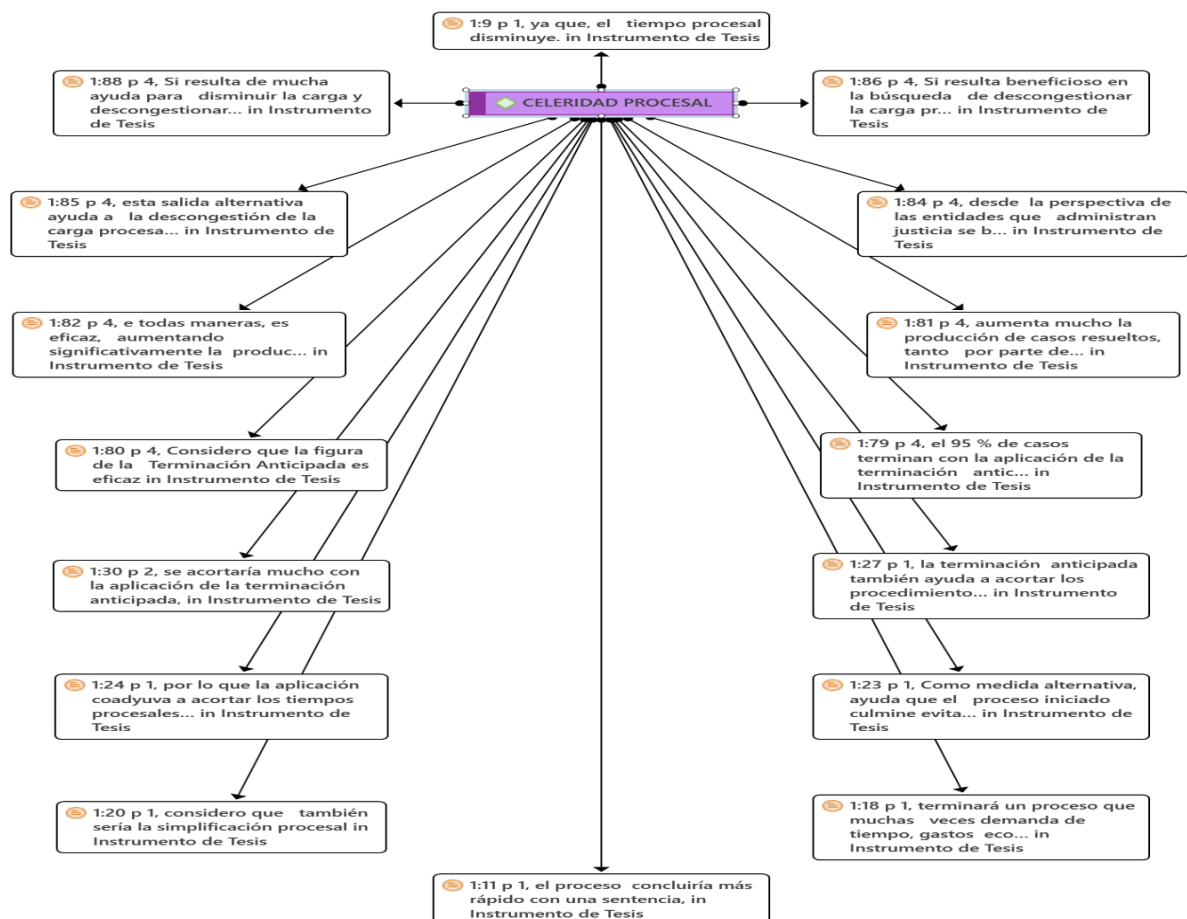 1:9 p 1, ya que, el tiempo procesal
disminuye. in Instrumento de Tesis
1:88 p 4, Si resulta de mucha
ayuda para disminuir la carga y
descongestionar... in Instrumento
de Tesis
CELERIDAD PROCESAL
1:86 p 4, Si resulta beneficioso en
la búsqueda de descongestionar
la carga pr... in Instrumento de
Tesis
1:85 p 4, esta salida alternativa
ayuda a la descongestión de la
carga procesa... in Instrumento de
Tesis
1:84 p 4, desde la perspectiva de
las entidades que administran
justicia se b... in Instrumento de
Tesis
1:82 p 4, e todas maneras, es
eficaz, aumentando
significativamente la produc... in
Instrumento de Tesis
1:81 p 4, aumenta mucho la
producción de casos resueltos,
tanto por parte de... in
Instrumento de Tesis
1:80 p 4, Considero que la figura
de la Terminación Anticipada es
eficaz in Instrumento de Tesis
1:79 p 4, el 95 % de casos
terminan con la aplicación de la
terminación antic... in
Instrumento de Tesis
1:30 p 2, se acortaría mucho con
la aplicación de la terminación
anticipada, in Instrumento de Tesis
1:27 p 1, la terminación anticipada
también ayuda a acortar los
procedimiento... in Instrumento
de Tesis
1:24 p 1, por lo que la aplicación
coadyuva a acortar los tiempos
procesales... in Instrumento de
Tesis
1:23 p 1, Como medida alternativa,
ayuda que el proceso iniciado
culmine evita... in Instrumento de
Tesis
1:20 p 1, considero que también
sería la simplificación procesal in
Instrumento de Tesis
1:18 p 1, terminará un proceso que
muchas veces demanda de
tiempo, gastos eco... in
Instrumento de Tesis
1:11 p 1, el proceso concluiría más
rápido con una sentencia, in
Instrumento de Tesis